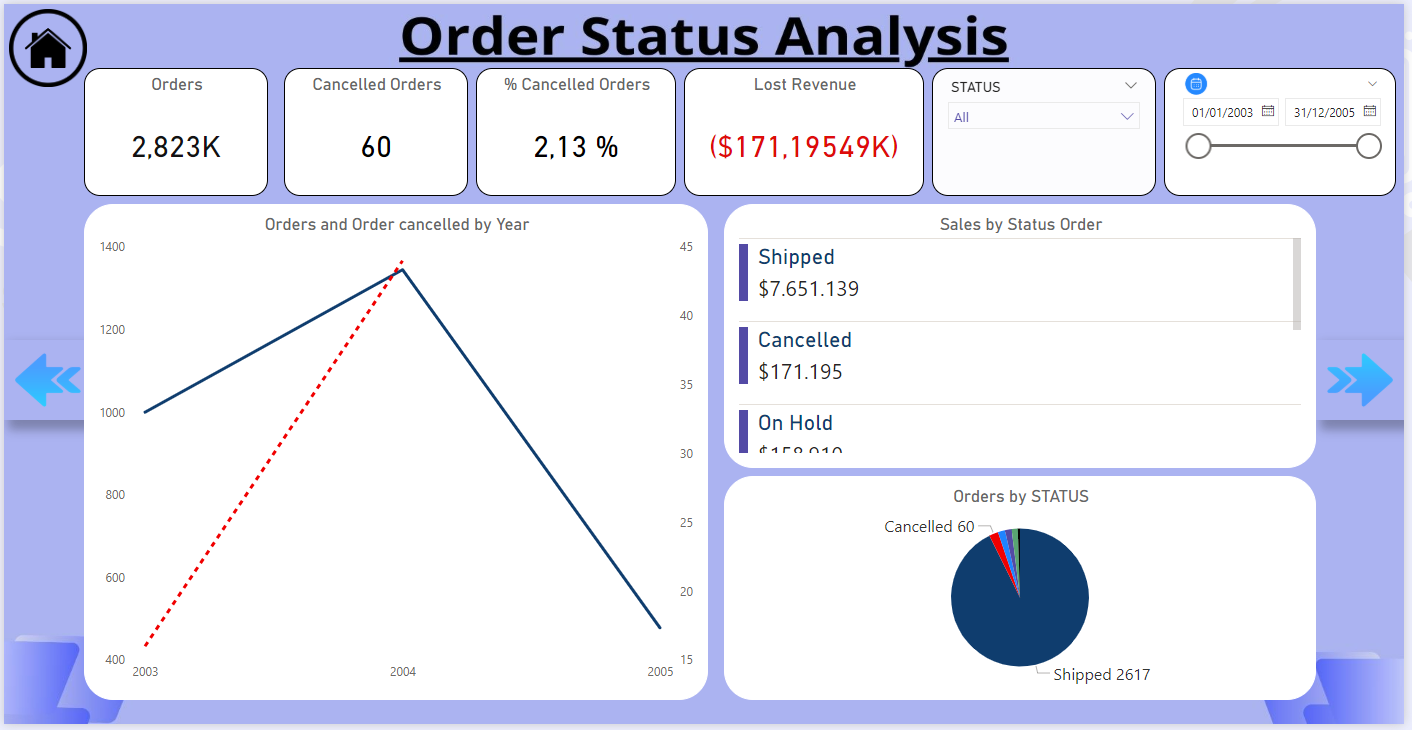 Order Status Analysis
Orders
2,823K
Cancelled Orders
60
% Cancelled Orders
2,13 %
Lost Revenue
($171,19549K)
STATUS
All
01/01/2003
31/12/2005
Orders and Order cancelled by Year
1400
1200
1000
800
600
400
45
40
35
30
25
20
15
2003
2004
2005
Sales by Status Order
Shipped
$7.651.139
Cancelled
$171.195
On Hold
Orders by STATUS
Cancelled 60
Shipped 2617